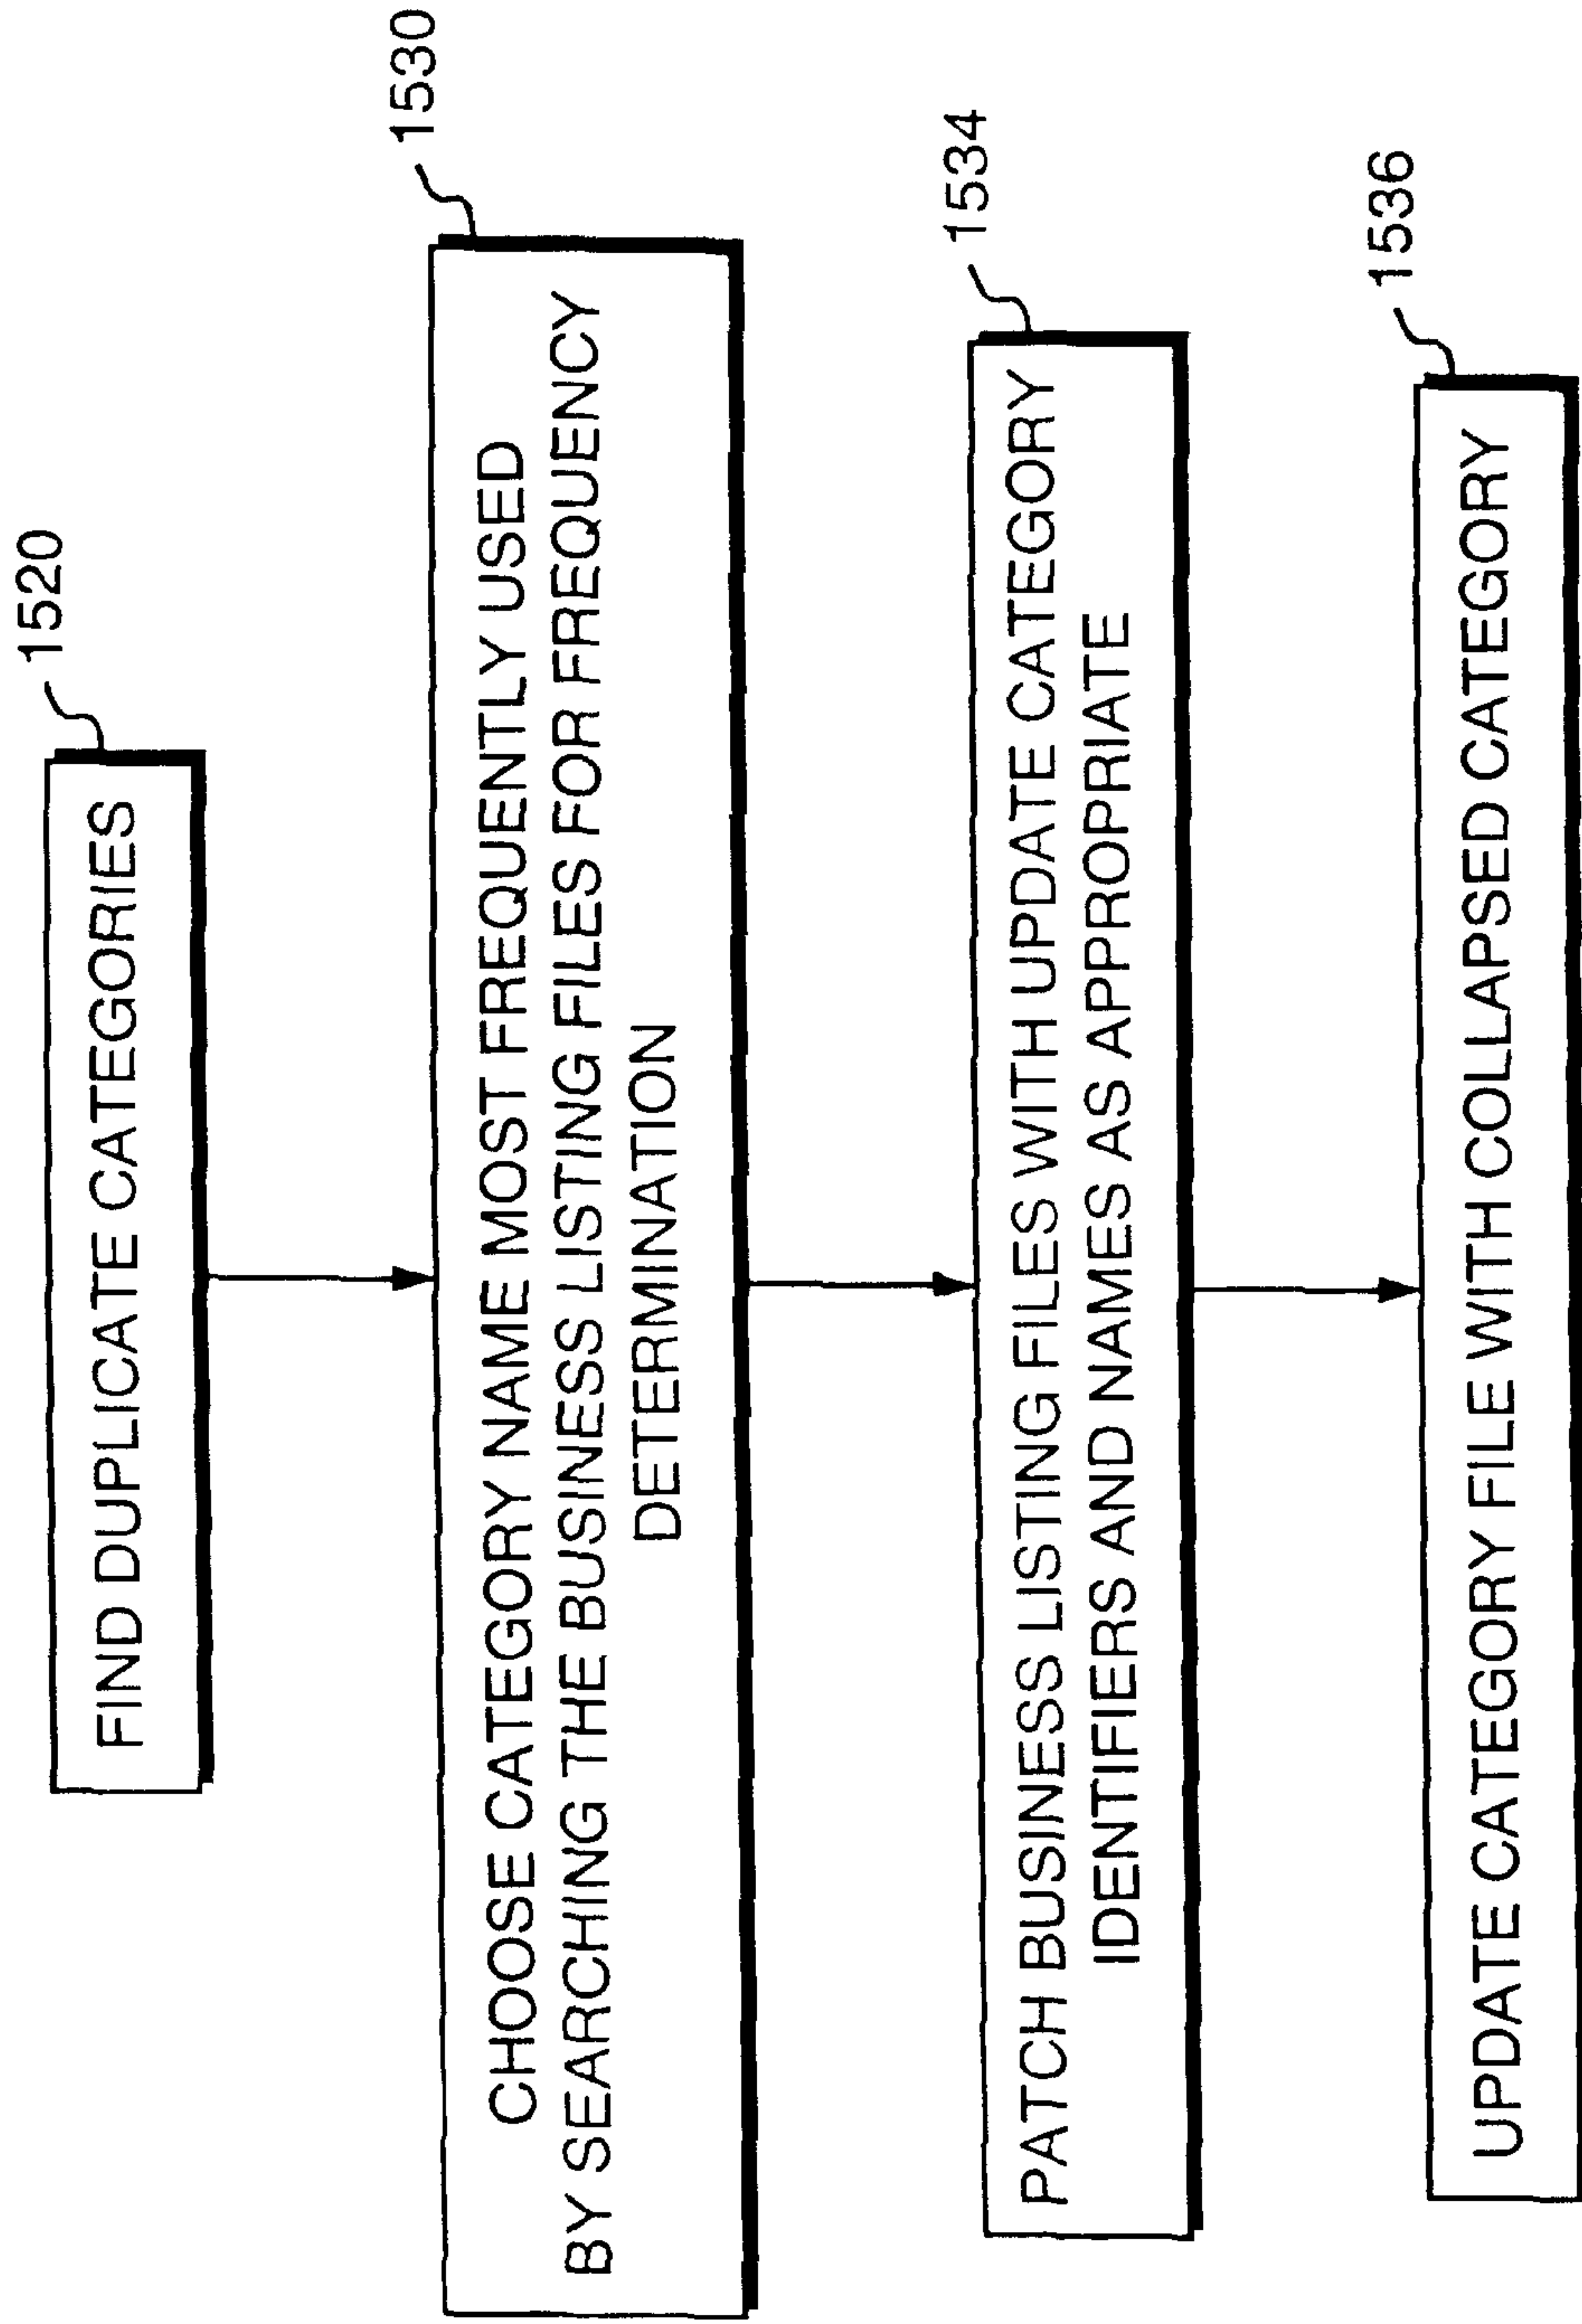 1520
FIND DUPLICATE CATEGORIES
1530
CHOOSE CATEGORY NAME MOST FREQUENTLY USED
BY SEARCHING THE BUSINESS LISTING FILES FOR FREQUENCY
DETERMINATION
1534
PATCH BUSINESS LISTING FILES WITH UPDATE CATEGORY
IDENTIFIERS AND NAMES AS APPROPRIATE
1536
UPDATE CATEGORY FILE WITH COLLAPSED CATEGORY